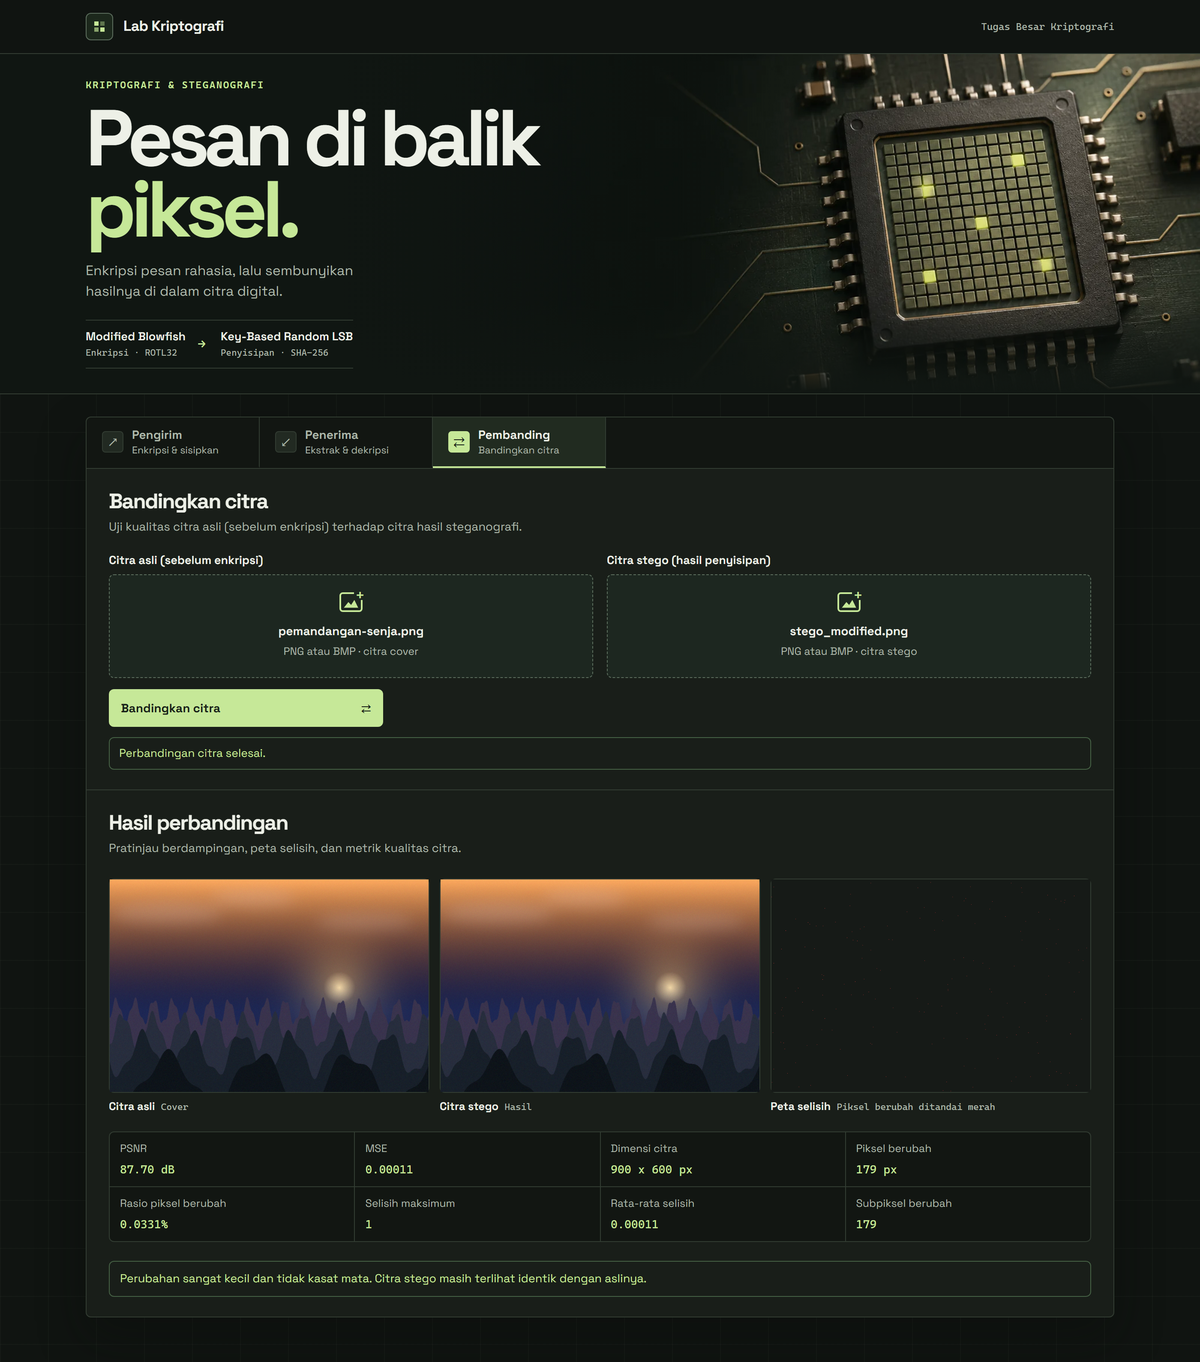 Lab Kriptografi
Tugas Besar Kriptografi
KRIPTOGRAFI & STEGANOGRAFI
Pesan di balik
piksel.
Enkripsi pesan rahasia, lalu sembunyikan
hasilnya di dalam citra digital.
Modified Blowfish → Key-Based Random LSB
Enkripsi · ROTL32 Penyisipan · SHA-256
Pengirim
Enkripsi & sisipkan
Penerima
Ekstrak & dekripsi
Pembanding
Bandingkan citra
Bandingkan citra
Uji kualitas citra asli (sebelum enkripsi) terhadap citra hasil steganografi.
Citra asli (sebelum enkripsi)
pemandangan-senja.png
PNG atau BMP · citra cover
Citra stego (hasil penyisipan)
stego_modified.png
PNG atau BMP · citra stego
Bandingkan citra
Perbandingan citra selesai.
Hasil perbandingan
Pratinjau berdampingan, peta selisih, dan metrik kualitas citra.
Citra asli Cover
Citra stego Hasil
Peta selisih Piksel berubah ditandai merah
PSNR
87.70 dB
MSE
0.00011
Dimensi citra
900 x 600 px
Piksel berubah
179 px
Rasio piksel berubah
0.0331%
Selisih maksimum
1
Rata-rata selisih
0.00011
Subpiksel berubah
179
Perubahan sangat kecil dan tidak kasat mata. Citra stego masih terlihat identik dengan aslinya.